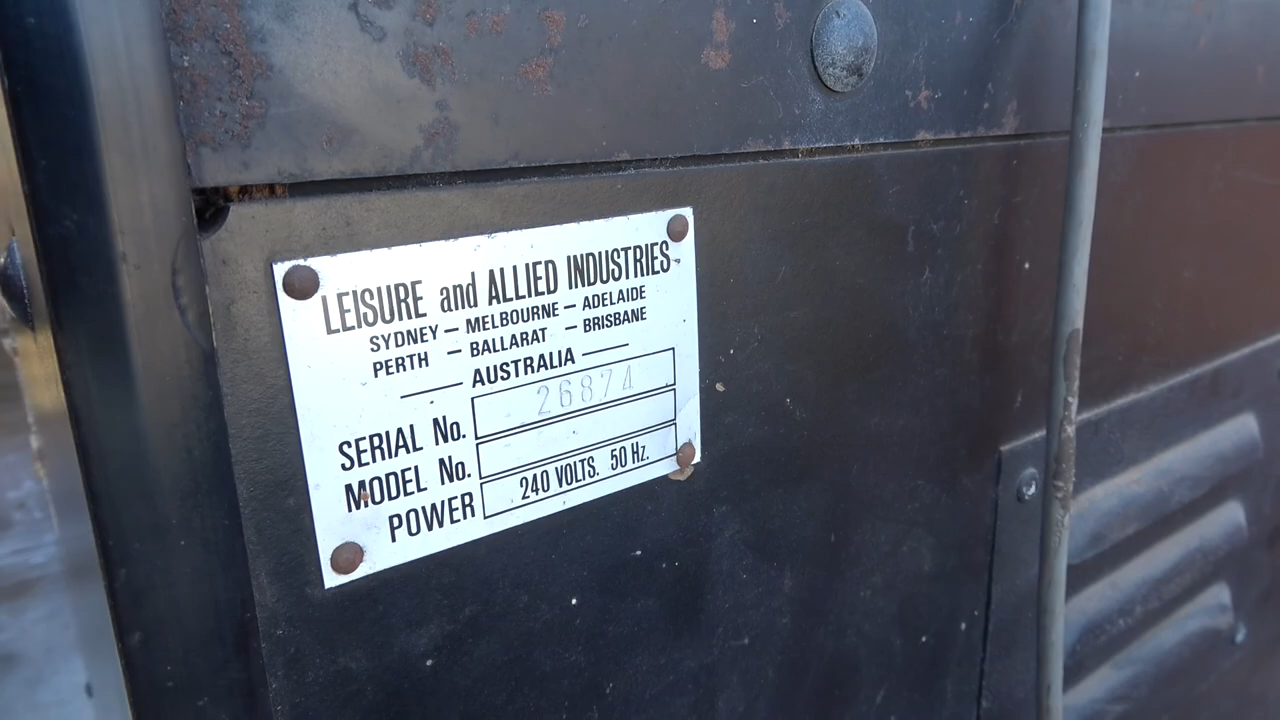 LEISURE and ALLIED INDUSTRIES
SYDNEY — MELBOURNE — ADELAIDE
PERTH — BALLARAT — BRISBANE
AUSTRALIA
SERIAL No. 26874
MODEL No.
POWER 240 VOLTS. 50 Hz.